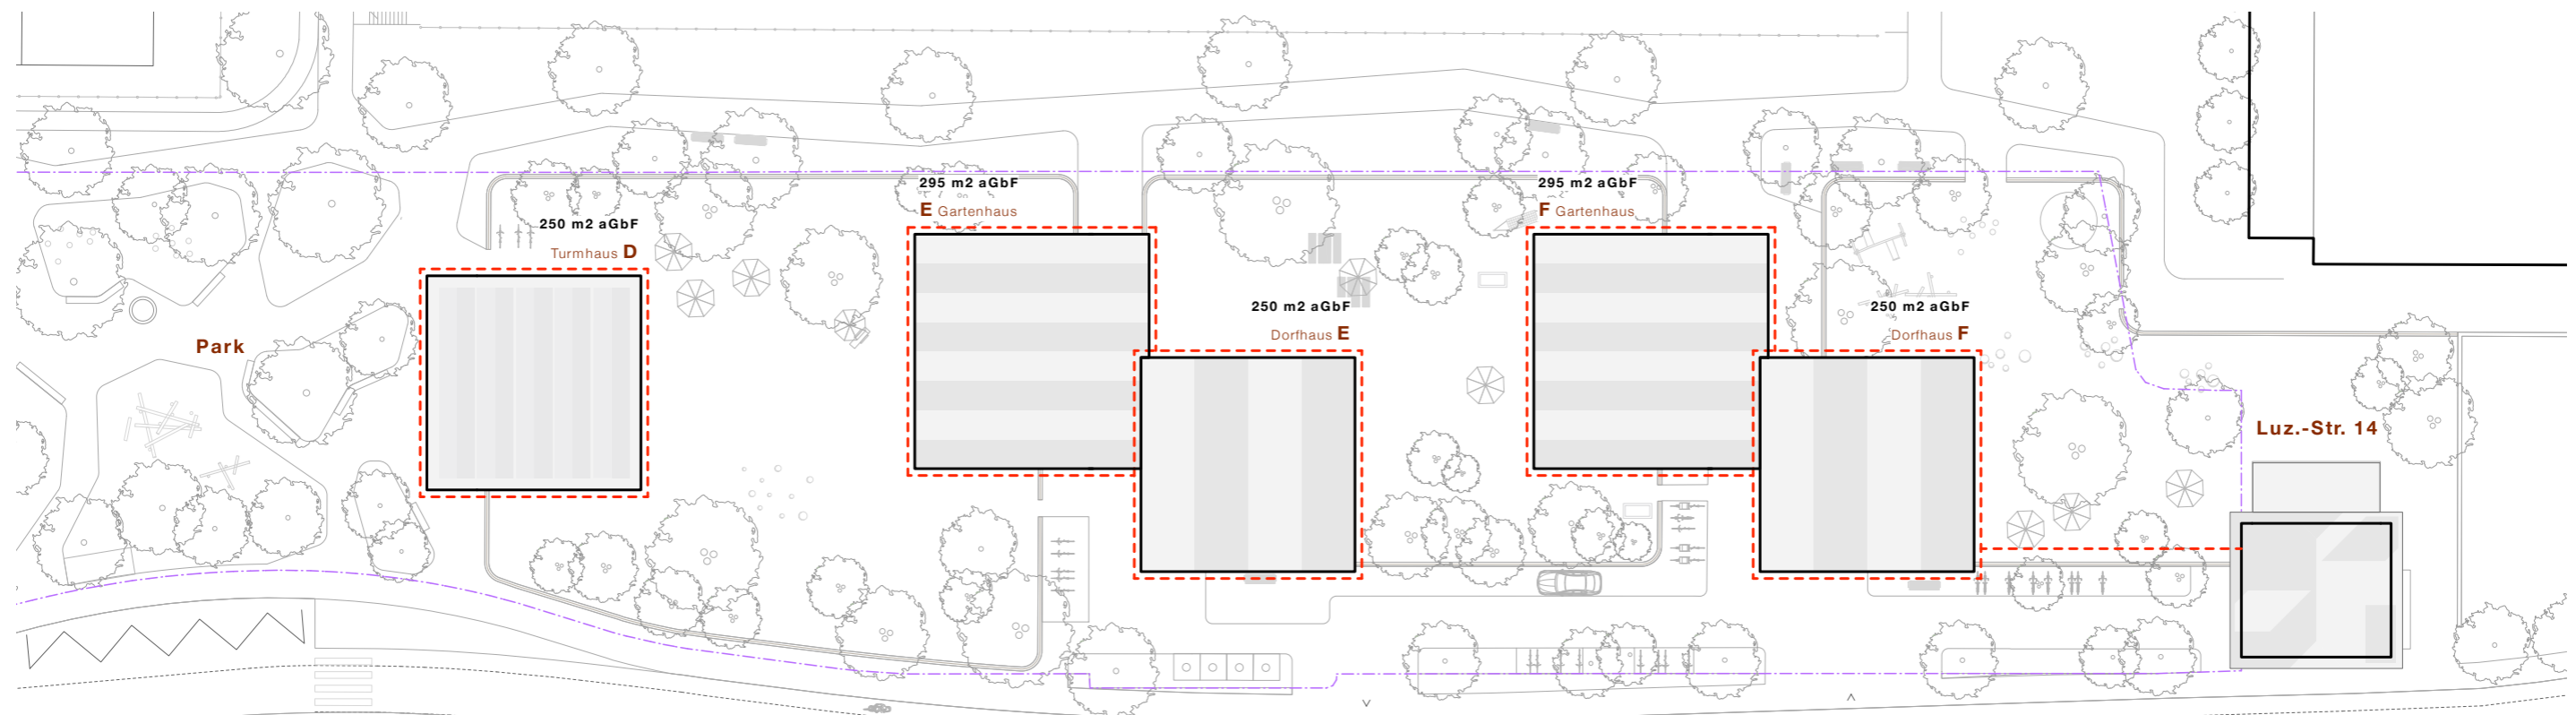 295 m2 aGbF
E Gartenhaus
295 m2 aGbF
F Gartenhaus
250 m2 aGbF
Turmhaus D
250 m2 aGbF
Dorfhaus E
250 m2 aGbF
Dorfhaus F
Park
Luz.-Str. 14